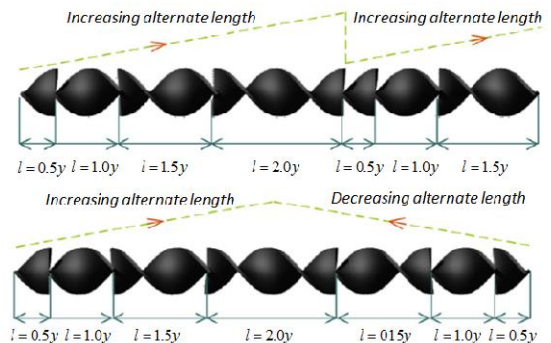 Increasing alternate length Increasing alternate length
l = 0.5y l = 1.0y l = 1.5y l = 2.0y l = 0.5y l = 1.0y l = 1.5y
Increasing alternate length Decreasing alternate length
l = 0.5y l = 1.0y l = 1.5y l = 2.0y l = 015y l = 1.0y l = 0.5y